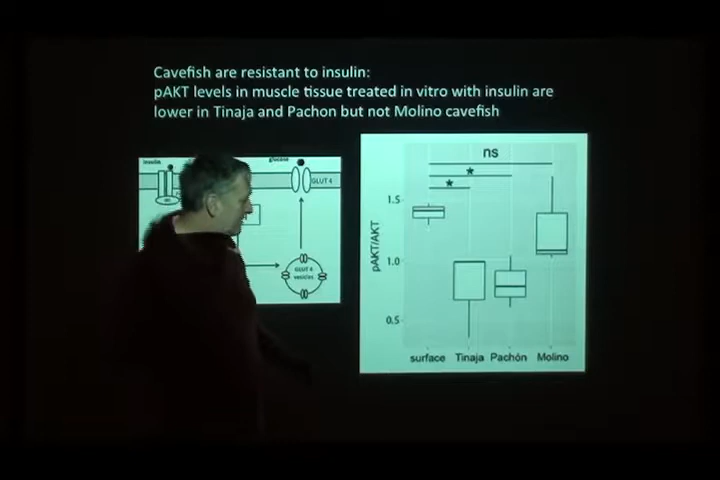 Cavefish are resistant to insulin:
pAKT levels in muscle tissue treated in vitro with insulin are
lower in Tinaja and Pachon but not Molino cavefish
insulin
glucose
GLUT 4
GLUT 4
vesicles
ns
*
*
pAKT/AKT
1.5
1.0
0.5
surface Tinaja Pachón Molino